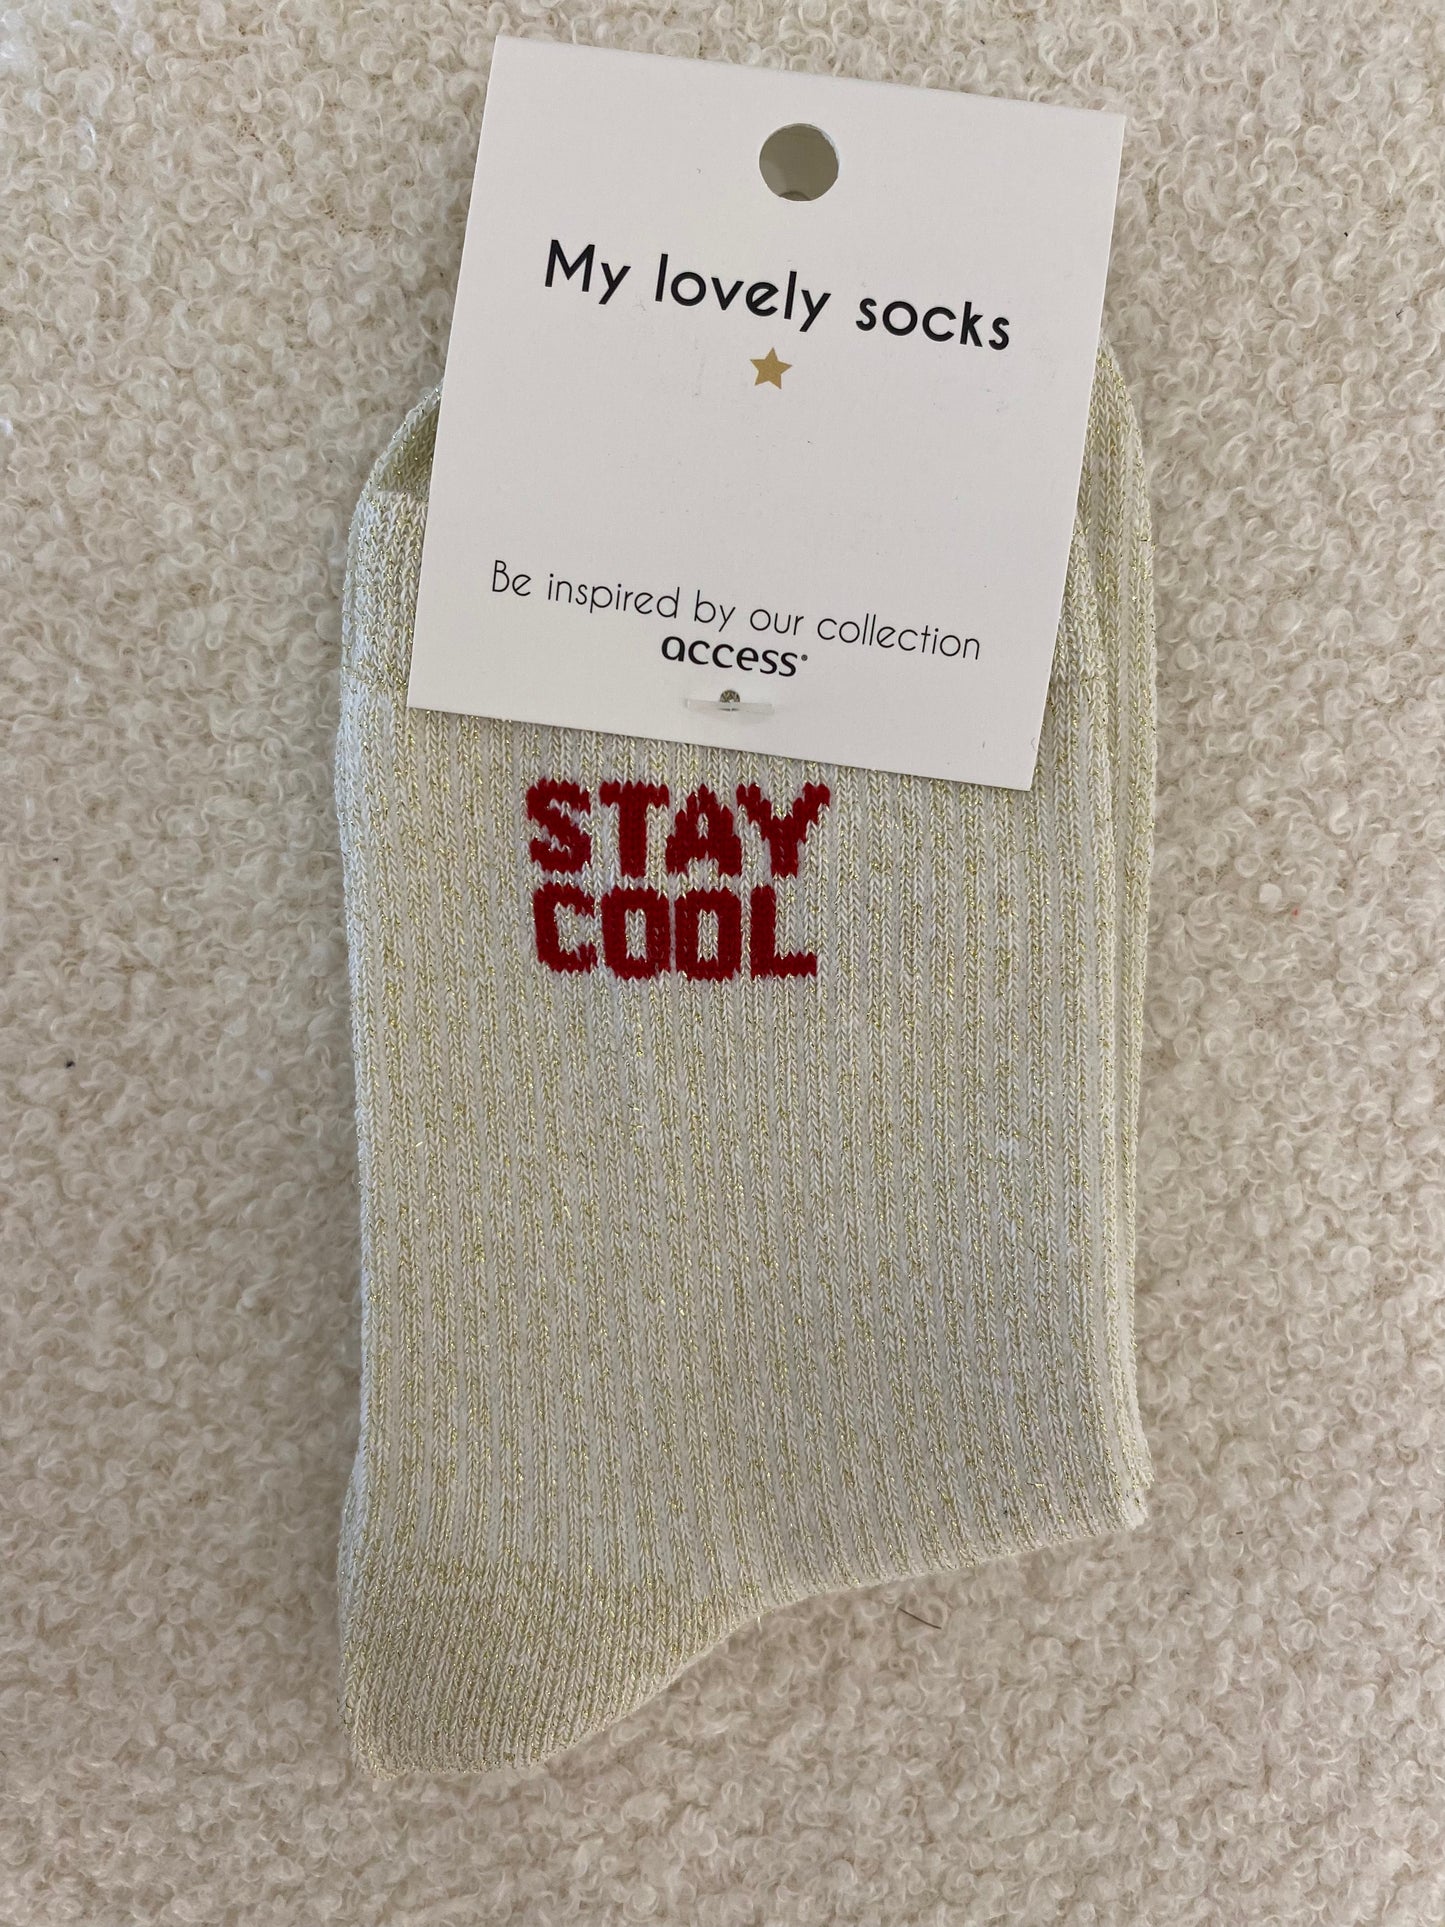 My lovely socks
Be inspired by our collection
access®
STAY
COOL